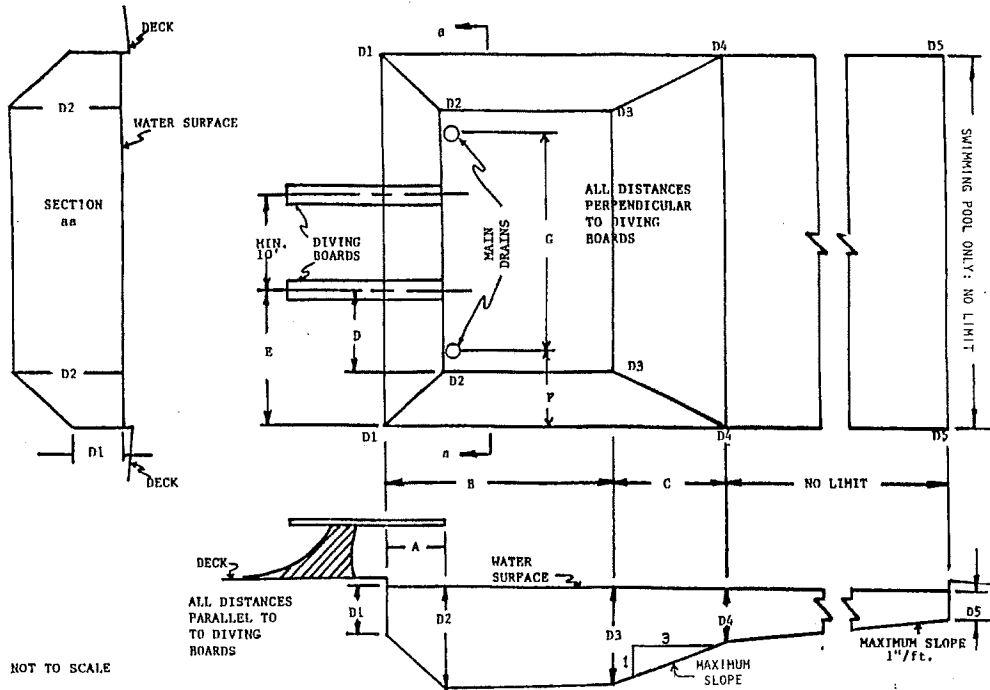 DECK
a
D1
D4
D5
D2
D2
D3
WATER SURFACE
SECTION
aa
MIN.
10'
DIVING
BOARDS
MAIN
DRAINS
G
ALL DISTANCES
PERPENDICULAR
TO DIVING
BOARDS
SWIMMING POOL ONLY: NO LIMIT
E
D
F
D2
D2
D3
D1
D1
D4
D5
a
DECK
B
C
NO LIMIT
A
DECK
WATER
SURFACE
ALL DISTANCES
PARALLEL TO
TO DIVING
BOARDS
D1
D2
D3
D4
D5
1
3
MAXIMUM
SLOPE
MAXIMUM SLOPE
1"/ft.
NOT TO SCALE